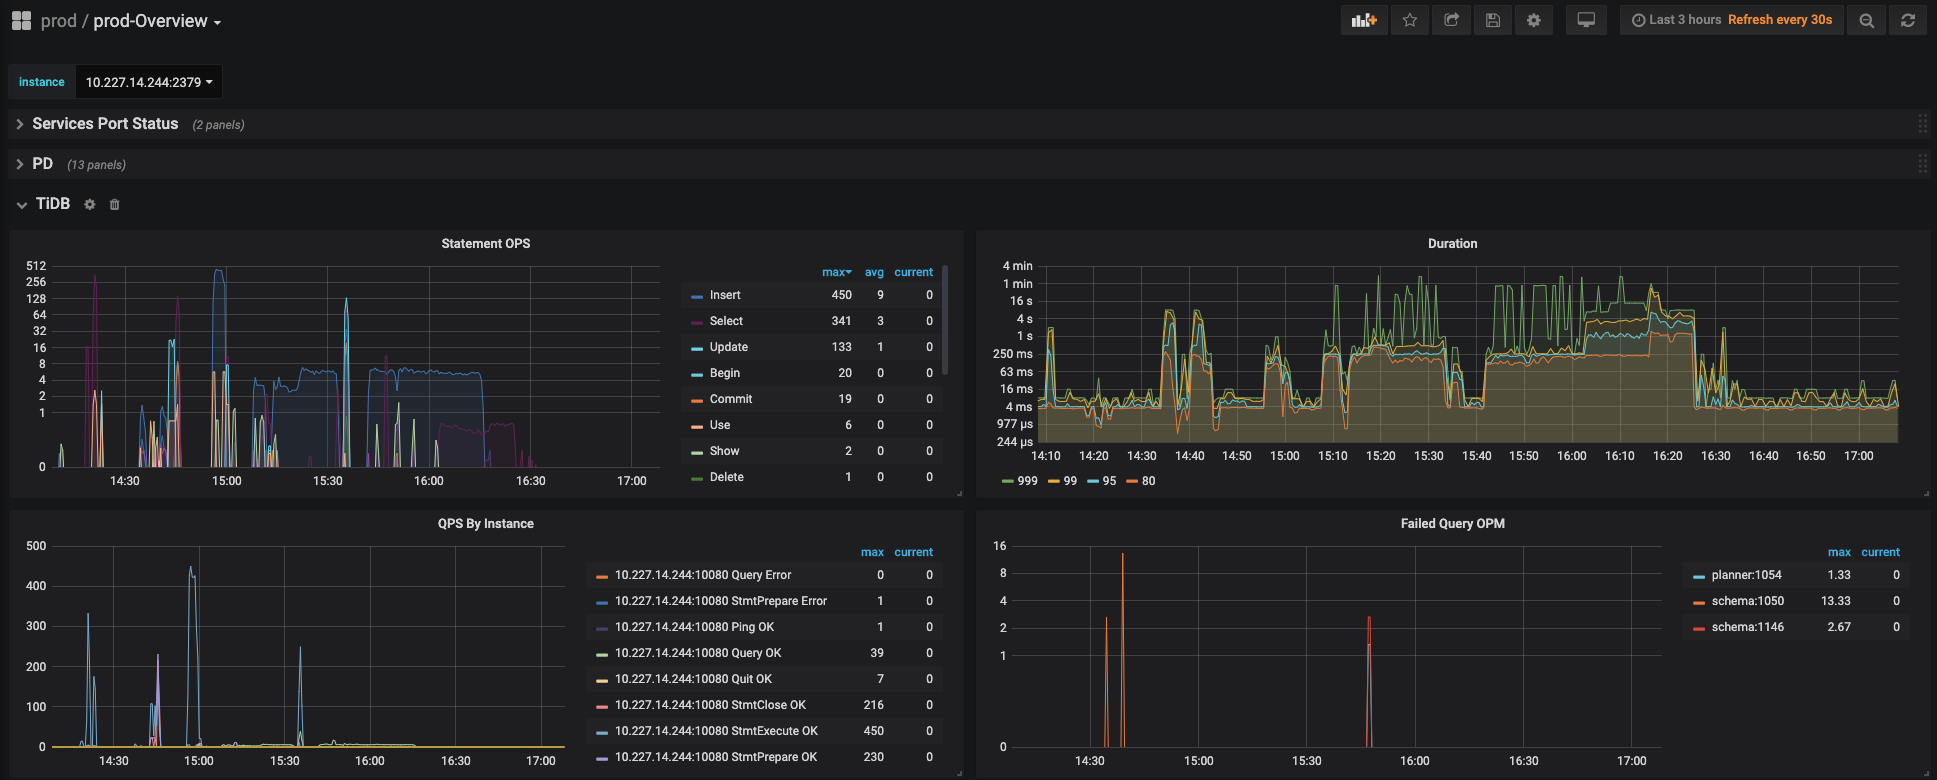 prod / prod-Overview
Last 3 hours Refresh every 30s
instance 10.227.14.244:2379
Services Port Status (2 panels)
PD (13 panels)
TiDB
Statement OPS
512
256
128
64
32
16
8
4
2
1
0
14:30 15:00 15:30 16:00 16:30 17:00
max avg current
Insert 450 9 0
Select 341 3 0
Update 133 1 0
Begin 20 0 0
Commit 19 0 0
Use 6 0 0
Show 2 0 0
Delete 1 0 0
Duration
4 min
1 min
16 s
4 s
1 s
250 ms
63 ms
16 ms
4 ms
977 µs
244 µs
14:10 14:20 14:30 14:40 14:50 15:00 15:10 15:20 15:30 15:40 15:50 16:00 16:10 16:20 16:30 16:40 16:50 17:00
999 99 95 80
QPS By Instance
500
400
300
200
100
0
14:30 15:00 15:30 16:00 16:30 17:00
max current
10.227.14.244:10080 Query Error 0 0
10.227.14.244:10080 StmtPrepare Error 1 0
10.227.14.244:10080 Ping OK 1 0
10.227.14.244:10080 Query OK 39 0
10.227.14.244:10080 Quit OK 7 0
10.227.14.244:10080 StmtClose OK 216 0
10.227.14.244:10080 StmtExecute OK 450 0
10.227.14.244:10080 StmtPrepare OK 230 0
Failed Query OPM
16
8
4
2
1
0
14:30 15:00 15:30 16:00 16:30 17:00
max current
planner:1054 1.33 0
schema:1050 13.33 0
schema:1146 2.67 0